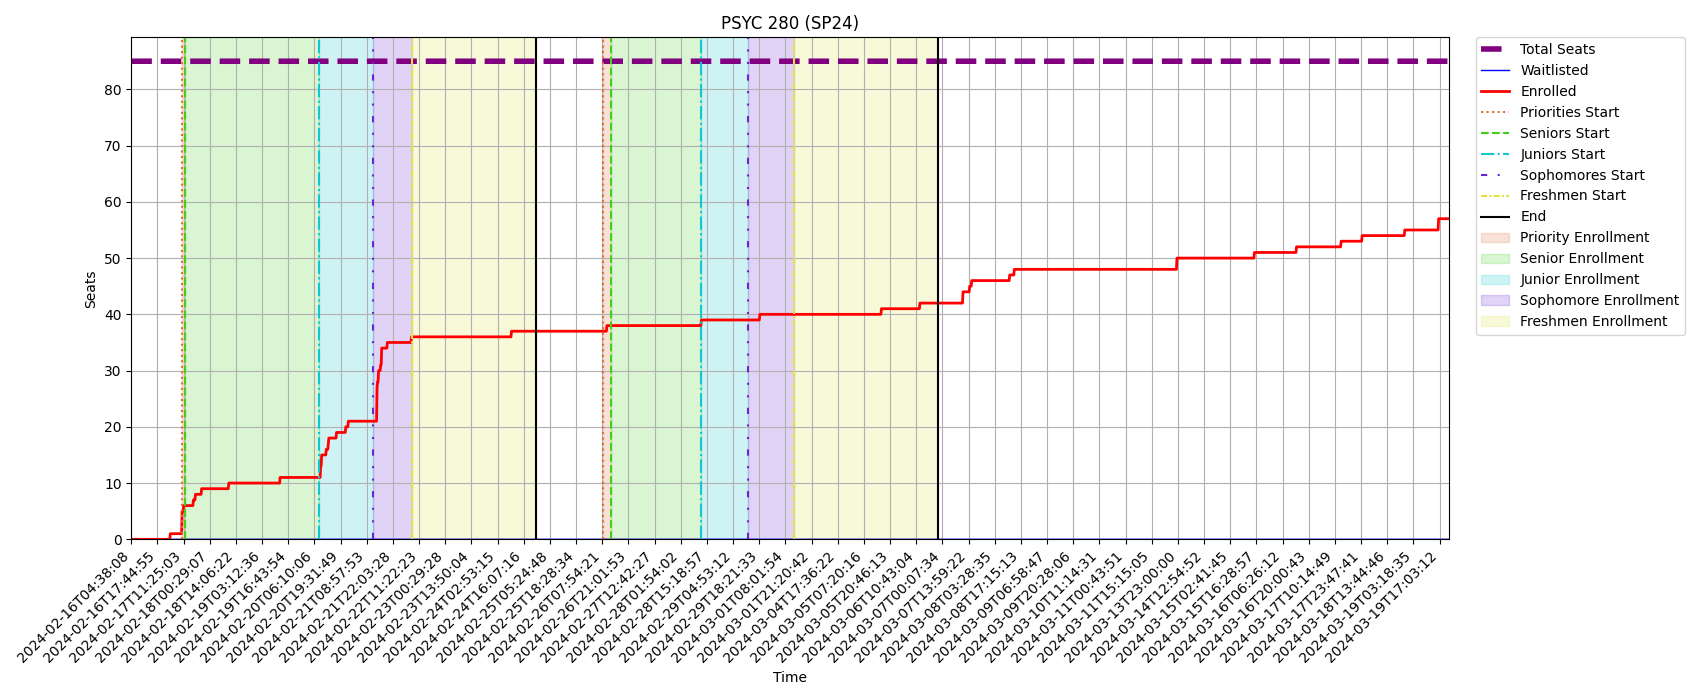 PSYC 280 (SP24)
Total Seats
Waitlisted
Enrolled
Priorities Start
Seniors Start
Juniors Start
Sophomores Start
Freshmen Start
End
Priority Enrollment
Senior Enrollment
Junior Enrollment
Sophomore Enrollment
Freshmen Enrollment
Seats
80
70
60
50
40
30
20
10
0
2024-02-16T04:38:08
2024-02-16T17:44:55
2024-02-17T11:25:03
2024-02-18T00:29:07
2024-02-18T14:06:22
2024-02-19T03:12:36
2024-02-19T16:43:54
2024-02-20T06:10:06
2024-02-20T19:31:49
2024-02-21T08:57:53
2024-02-21T22:03:28
2024-02-22T11:22:23
2024-02-23T00:29:28
2024-02-23T13:50:04
2024-02-24T02:53:15
2024-02-24T16:07:16
2024-02-25T05:24:48
2024-02-25T18:28:34
2024-02-26T07:54:21
2024-02-26T21:01:53
2024-02-27T12:42:27
2024-02-28T01:54:02
2024-02-28T15:18:57
2024-02-29T04:53:12
2024-02-29T18:21:33
2024-03-01T08:01:54
2024-03-01T21:20:42
2024-03-04T17:36:22
2024-03-05T07:20:16
2024-03-05T20:46:13
2024-03-06T10:43:04
2024-03-07T00:07:34
2024-03-07T13:59:22
2024-03-08T03:28:35
2024-03-08T17:15:13
2024-03-09T06:58:47
2024-03-09T20:28:06
2024-03-10T11:14:31
2024-03-11T00:43:51
2024-03-11T15:15:05
2024-03-13T23:00:00
2024-03-14T12:54:52
2024-03-15T02:41:45
2024-03-15T16:28:57
2024-03-16T06:26:12
2024-03-16T20:00:43
2024-03-17T10:14:49
2024-03-17T23:47:41
2024-03-18T13:44:46
2024-03-19T03:18:35
2024-03-19T17:03:12
Time